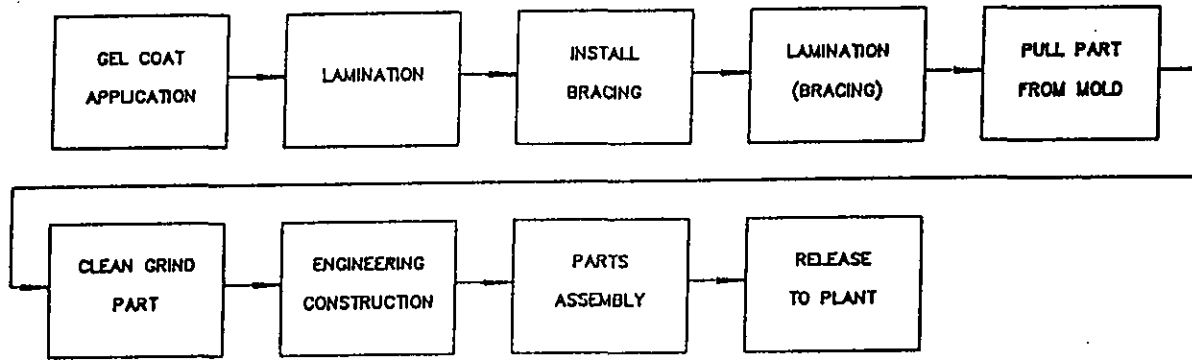 GEL COAT
APPLICATION
LAMINATION
INSTALL
BRACING
LAMINATION
(BRACING)
PULL PART
FROM MOLD
CLEAN GRIND
PART
ENGINEERING
CONSTRUCTION
PARTS
ASSEMBLY
RELEASE
TO PLANT